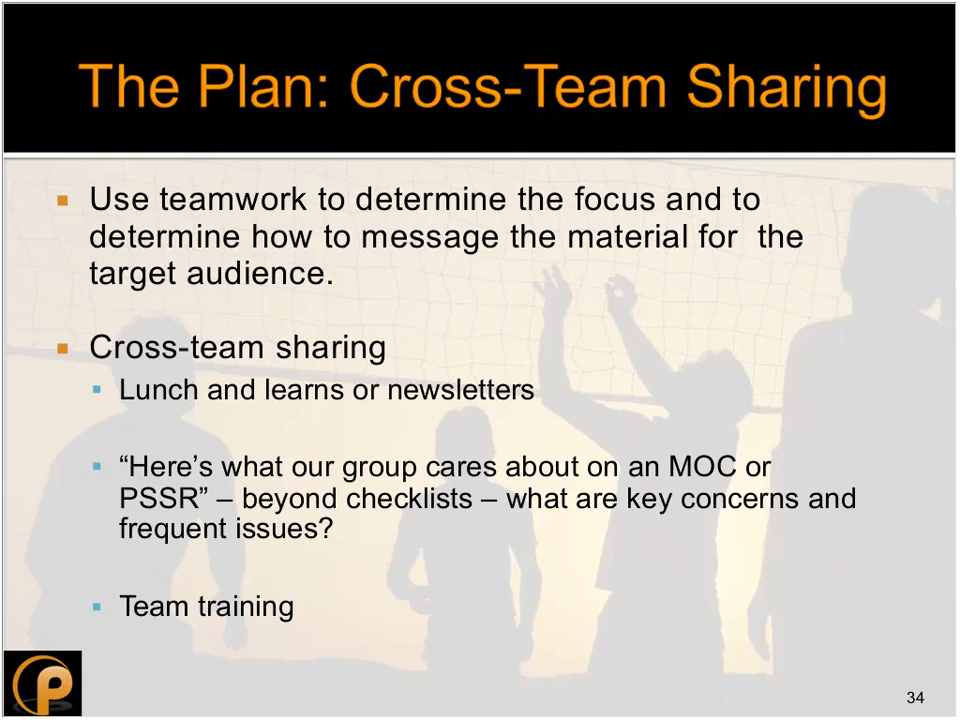 The Plan: Cross-Team Sharing
Use teamwork to determine the focus and to
determine how to message the material for  the
target audience.
Cross-team sharing
Lunch and learns or newsletters
“Here’s what our group cares about on an MOC or
PSSR” – beyond checklists – what are key concerns and
frequent issues?
Team training
P
34